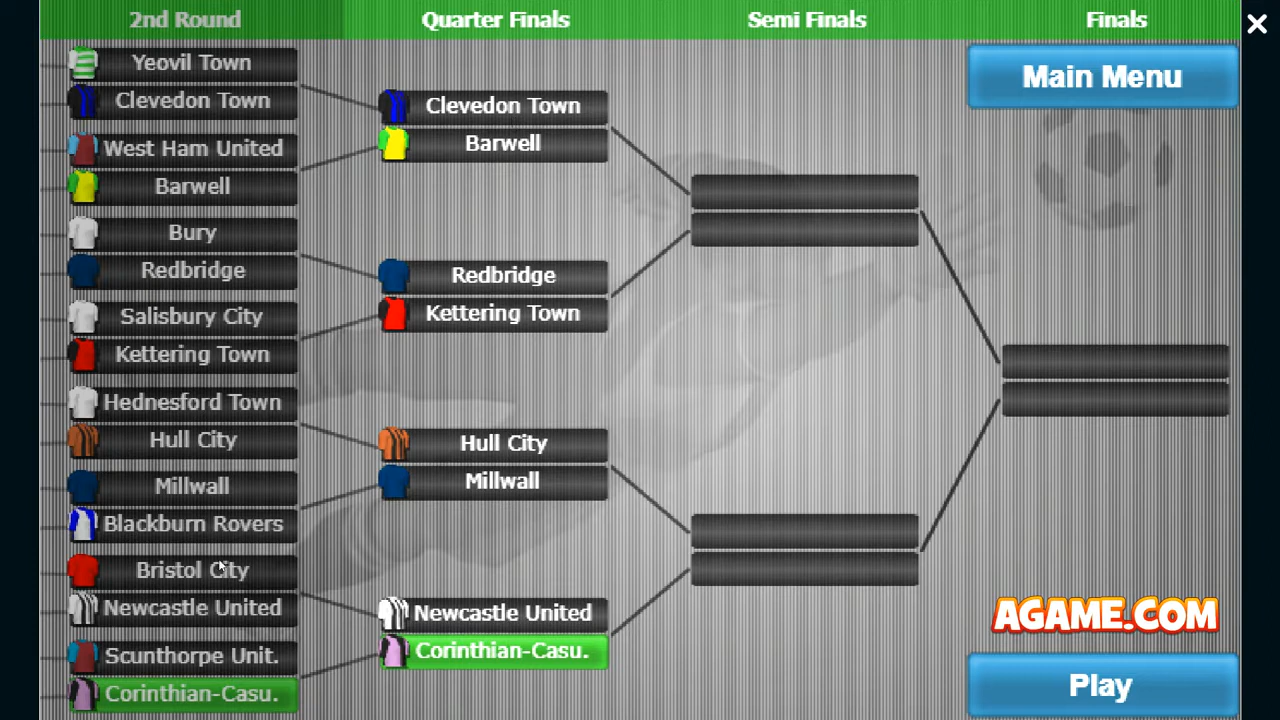 2nd Round
Quarter Finals
Semi Finals
Finals
Yeovil Town
Clevedon Town
West Ham United
Barwell
Bury
Redbridge
Salisbury City
Kettering Town
Hednesford Town
Hull City
Millwall
Blackburn Rovers
Bristol City
Newcastle United
Scunthorpe Unit.
Corinthian-Casu.
Clevedon Town
Barwell
Redbridge
Kettering Town
Hull City
Millwall
Newcastle United
Corinthian-Casu.
Main Menu
AGAME.COM
Play